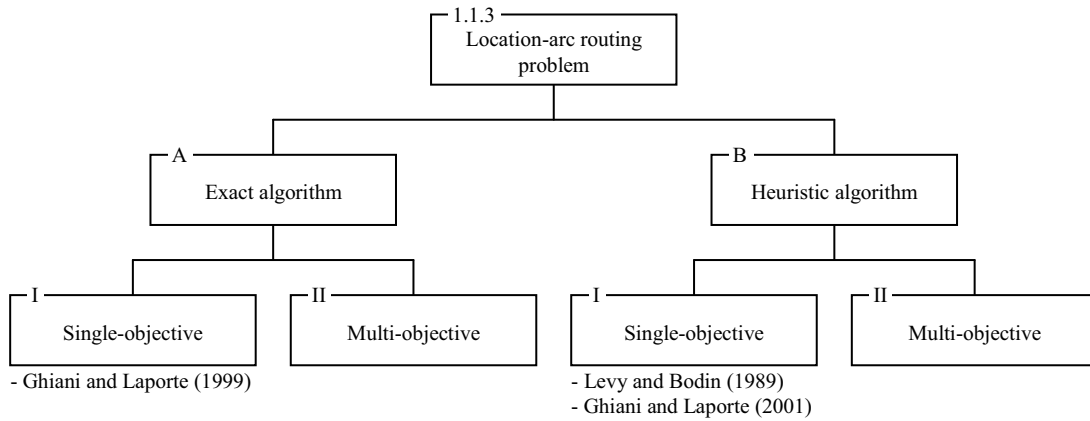 1.1.3
Location-arc routing
problem
A
Exact algorithm
B
Heuristic algorithm
I
Single-objective
- Ghiani and Laporte (1999)
II
Multi-objective
I
Single-objective
- Levy and Bodin (1989)
- Ghiani and Laporte (2001)
II
Multi-objective